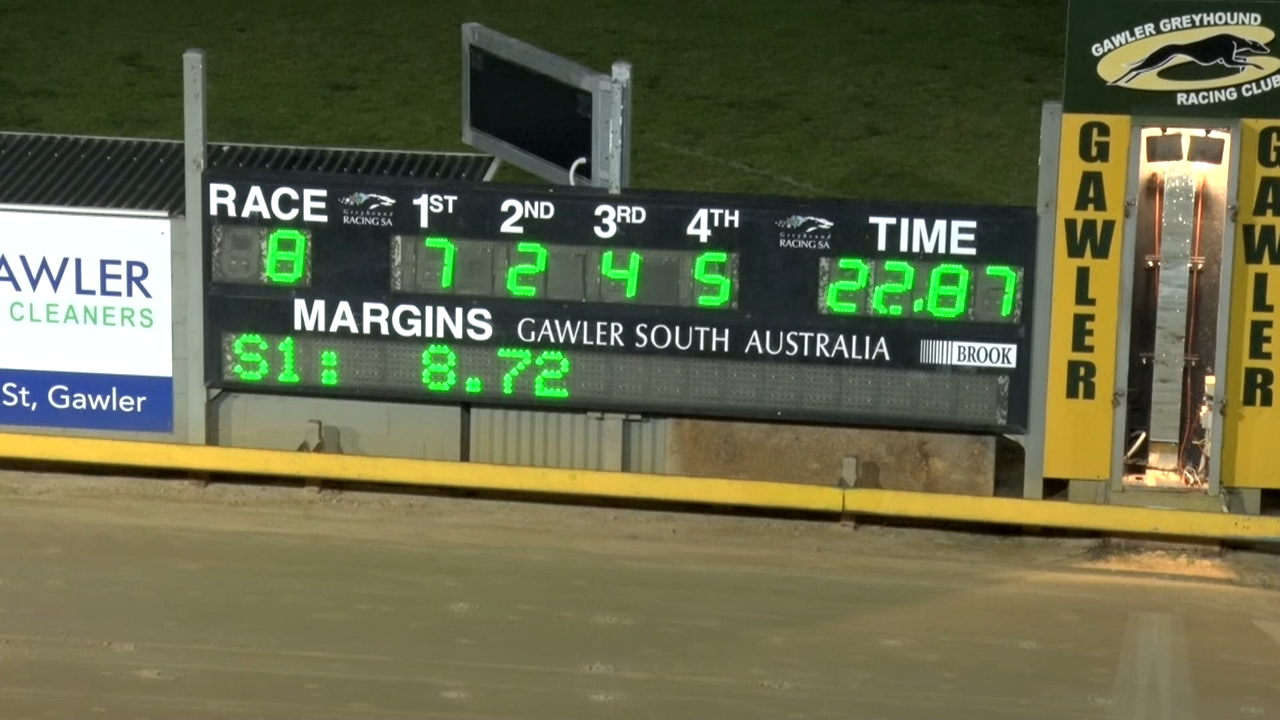 GAWLER GREYHOUND
RACING CLUB
RACE
Greyhound
RACING SA
1ST 2ND 3RD 4TH
Greyhound
RACING SA
TIME
8 7 2 4 5 22.87
MARGINS GAWLER SOUTH AUSTRALIA BROOK
S1: 8.72
AWLER
CLEANERS
St, Gawler
GAWLER
GAWLER